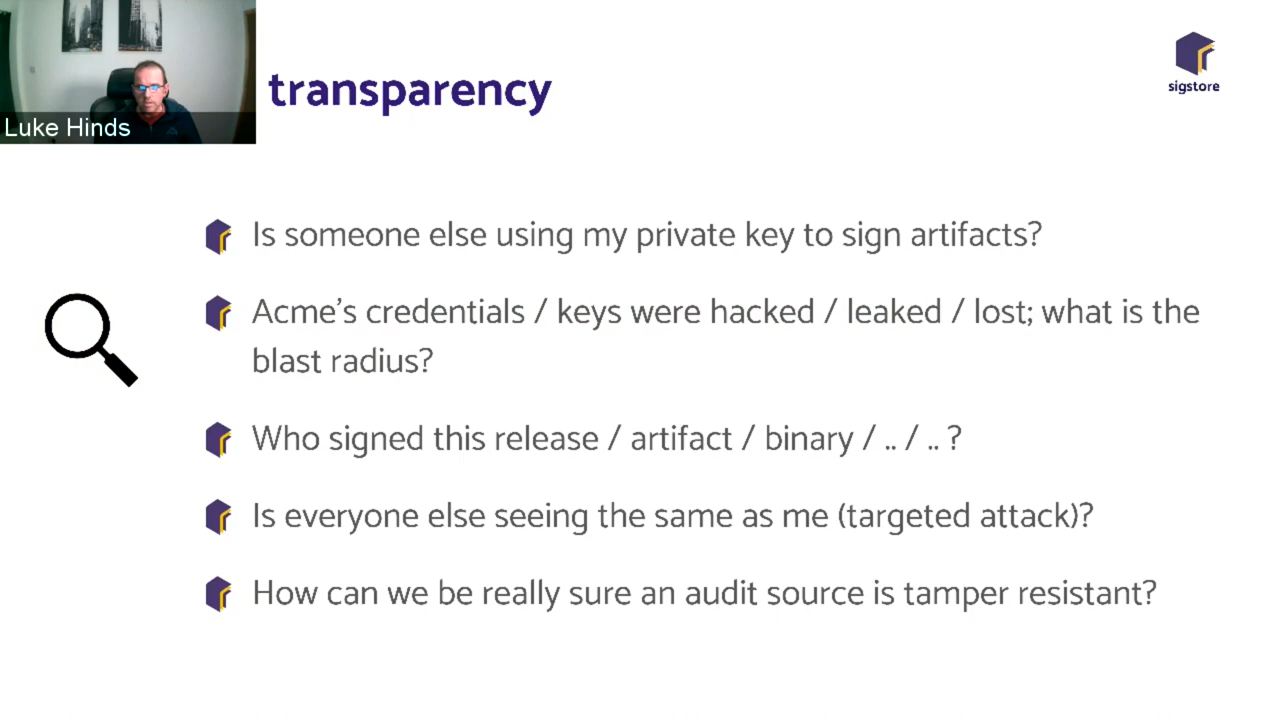 Luke Hinds
transparency
sigstore
Is someone else using my private key to sign artifacts?
Acme’s credentials / keys were hacked / leaked / lost; what is the
blast radius?
Who signed this release / artifact / binary / .. / .. ?
Is everyone else seeing the same as me (targeted attack)?
How can we be really sure an audit source is tamper resistant?